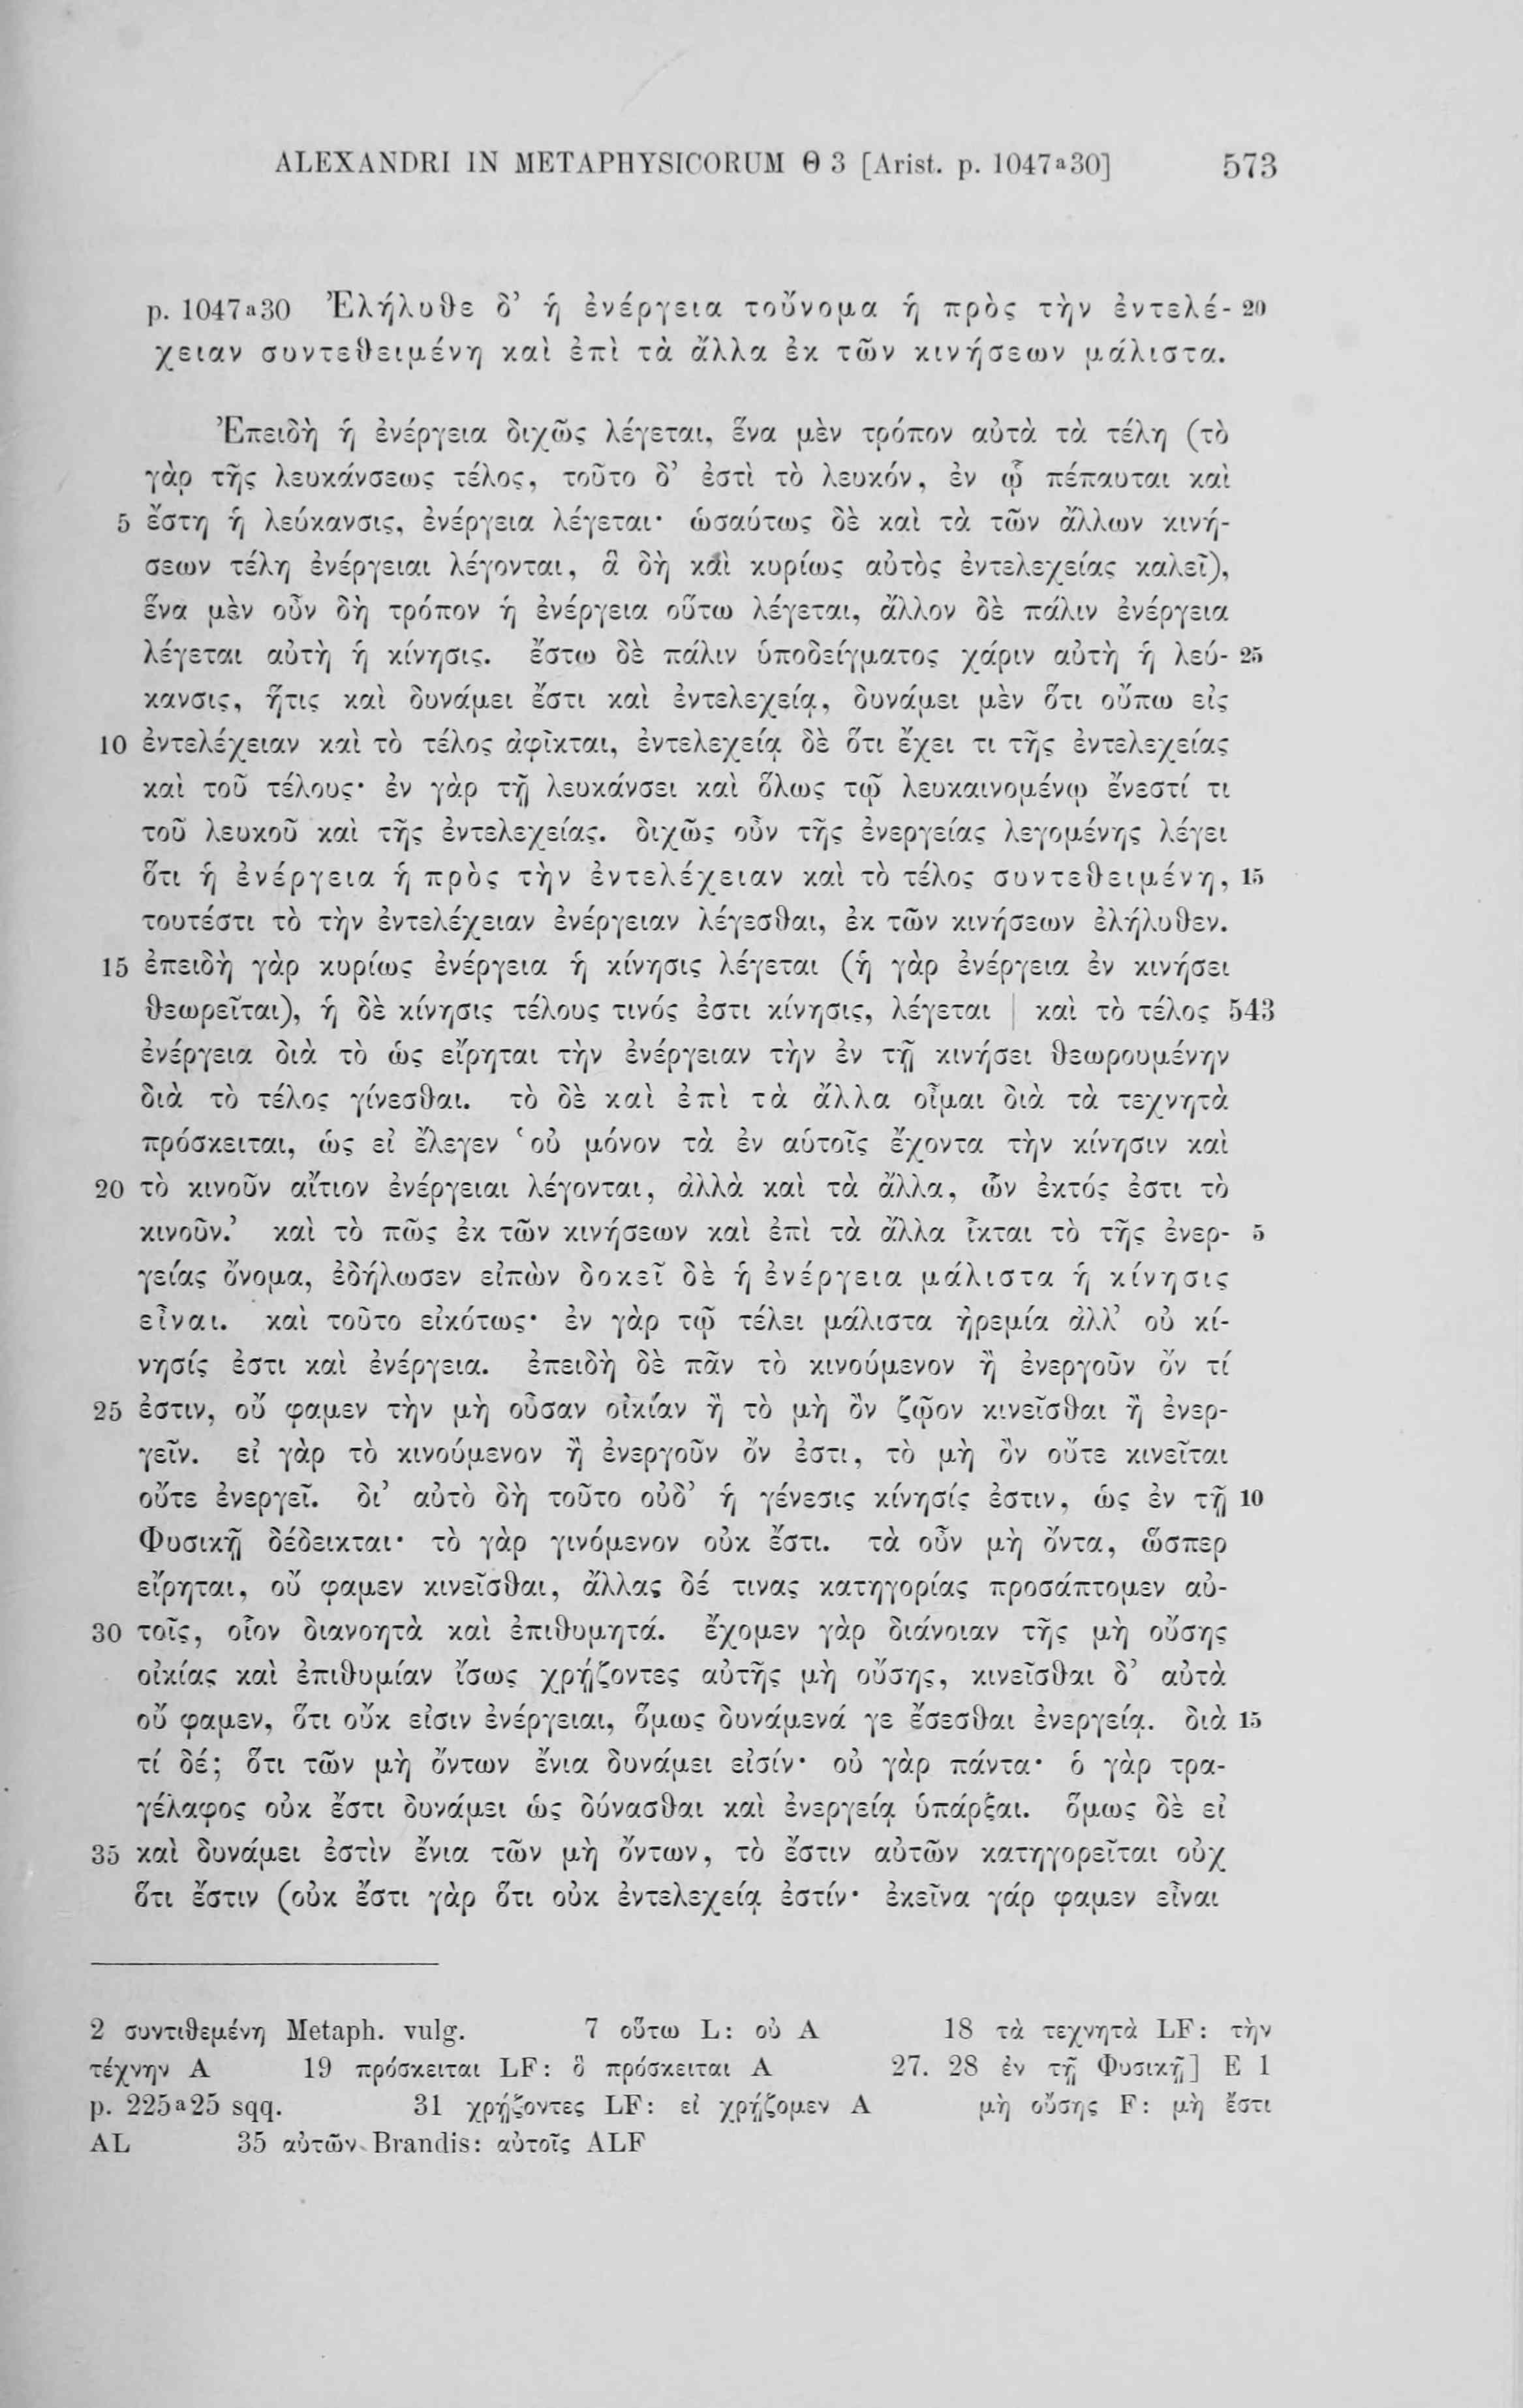 ALEXANDRI IN METAPHYSICORUM Θ 3 [Arist. p. 1047a30] 573
p. 1047a30 Ἐλήλυθε δ’ ἡ ἐνέργεια τοὔνομα ἡ πρὸς τὴν ἐντελέ- 20
χειαν συντεθειμένη καὶ ἐπὶ τὰ ἄλλα ἐκ τῶν κινήσεων μάλιστα.
Ἐπειδὴ ἡ ἐνέργεια διχῶς λέγεται, ἕνα μὲν τρόπον αὐτὰ τὰ τέλη (τὸ
γὰρ τῆς λευκάνσεως τέλος, τοῦτο δ’ ἐστὶ τὸ λευκόν, ἐν ᾧ πέπαυται καὶ
5 ἔστη ἡ λεύκανσις, ἐνέργεια λέγεται· ὡσαύτως δὲ καὶ τὰ τῶν ἄλλων κινή-
σεων τέλη ἐνέργειαι λέγονται, ἃ δὴ καὶ κυρίως αὐτὸς ἐντελεχείας καλεῖ),
ἕνα μὲν οὖν δὴ τρόπον ἡ ἐνέργεια οὕτω λέγεται, ἄλλον δὲ πάλιν ἐνέργεια
λέγεται αὐτὴ ἡ κίνησις. ἔστω δὲ πάλιν ὑποδείγματος χάριν αὐτὴ ἡ λεύ- 25
κανσις, ἥτις καὶ δυνάμει ἔστι καὶ ἐντελεχείᾳ, δυνάμει μὲν ὅτι οὔπω εἰς
10 ἐντελέχειαν καὶ τὸ τέλος ἀφῖκται, ἐντελεχείᾳ δὲ ὅτι ἔχει τι τῆς ἐντελεχείας
καὶ τοῦ τέλους· ἐν γὰρ τῇ λευκάνσει καὶ ὅλως τῷ λευκαινομένῳ ἔνεστί τι
τοῦ λευκοῦ καὶ τῆς ἐντελεχείας. διχῶς οὖν τῆς ἐνεργείας λεγομένης λέγει
ὅτι ἡ ἐνέργεια ἡ πρὸς τὴν ἐντελέχειαν καὶ τὸ τέλος συντεθειμένη, 15
τουτέστι τὸ τὴν ἐντελέχειαν ἐνέργειαν λέγεσθαι, ἐκ τῶν κινήσεων ἐλήλυθεν.
15 ἐπειδὴ γὰρ κυρίως ἐνέργεια ἡ κίνησις λέγεται (ἡ γὰρ ἐνέργεια ἐν κινήσει
θεωρεῖται), ἡ δὲ κίνησις τέλους τινός ἐστι κίνησις, λέγεται | καὶ τὸ τέλος 543
ἐνέργεια διὰ τὸ ὡς εἴρηται τὴν ἐνέργειαν τὴν ἐν τῇ κινήσει θεωρουμένην
διὰ τὸ τέλος γίνεσθαι. τὸ δὲ καὶ ἐπὶ τὰ ἄλλα οἶμαι διὰ τὰ τεχνητὰ
πρόσκειται, ὡς εἰ ἔλεγεν ‘οὐ μόνον τὰ ἐν αὑτοῖς ἔχοντα τὴν κίνησιν καὶ
20 τὸ κινοῦν αἴτιον ἐνέργειαι λέγονται, ἀλλὰ καὶ τὰ ἄλλα, ὧν ἐκτός ἐστι τὸ
κινοῦν.’ καὶ τὸ πῶς ἐκ τῶν κινήσεων καὶ ἐπὶ τὰ ἄλλα ἷκται τὸ τῆς ἐνερ- 5
γείας ὄνομα, ἐδήλωσεν εἰπὼν δοκεῖ δὲ ἡ ἐνέργεια μάλιστα ἡ κίνησις
εἶναι. καὶ τοῦτο εἰκότως· ἐν γὰρ τῷ τέλει μάλιστα ἠρεμία ἀλλ’ οὐ κί-
νησίς ἐστι καὶ ἐνέργεια. ἐπειδὴ δὲ πᾶν τὸ κινούμενον ἢ ἐνεργοῦν ὄν τί
25 ἐστιν, οὔ φαμεν τὴν μὴ οὖσαν οἰκίαν ἢ τὸ μὴ ὂν ζῷον κινεῖσθαι ἢ ἐνερ-
γεῖν. εἰ γὰρ τὸ κινούμενον ἢ ἐνεργοῦν ὄν ἐστι, τὸ μὴ ὂν οὔτε κινεῖται
οὔτε ἐνεργεῖ. δι’ αὐτὸ δὴ τοῦτο οὐδ’ ἡ γένεσις κίνησίς ἐστιν, ὡς ἐν τῇ 10
Φυσικῇ δέδεικται· τὸ γὰρ γινόμενον οὐκ ἔστι. τὰ οὖν μὴ ὄντα, ὥσπερ
εἴρηται, οὔ φαμεν κινεῖσθαι, ἄλλας δέ τινας κατηγορίας προσάπτομεν αὐ-
30 τοῖς, οἷον διανοητὰ καὶ ἐπιθυμητά. ἔχομεν γὰρ διάνοιαν τῆς μὴ οὔσης
οἰκίας καὶ ἐπιθυμίαν ἴσως χρῄζοντες αὐτῆς μὴ οὔσης, κινεῖσθαι δ’ αὐτὰ
οὔ φαμεν, ὅτι οὔκ εἰσιν ἐνέργειαι, ὅμως δυνάμενά γε ἔσεσθαι ἐνεργείᾳ. διὰ 15
τί δέ; ὅτι τῶν μὴ ὄντων ἔνια δυνάμει εἰσίν· οὐ γὰρ πάντα· ὁ γὰρ τρα-
γέλαφος οὐκ ἔστι δυνάμει ὡς δύνασθαι καὶ ἐνεργείᾳ ὑπάρξαι. ὅμως δὲ εἰ
35 καὶ δυνάμει ἐστὶν ἔνια τῶν μὴ ὄντων, τὸ ἔστιν αὐτῶν κατηγορεῖται οὐχ
ὅτι ἔστιν (οὐκ ἔστι γὰρ ὅτι οὐκ ἐντελεχείᾳ ἐστίν· ἐκεῖνα γάρ φαμεν εἶναι
2 συντιθεμένη Metaph. vulg. 7 οὕτω L: οὐ A 18 τὰ τεχνητὰ LF: τὴν
τέχνην A 19 πρόσκειται LF: ὃ πρόσκειται A 27. 28 ἐν τῇ Φυσικῇ] E 1
p. 225a25 sqq. 31 χρῄζοντες LF: εἰ χρῄζομεν A μὴ οὔσης F: μὴ ἔστι
AL 35 αὐτῶν Brandis: αὐτοῖς ALF